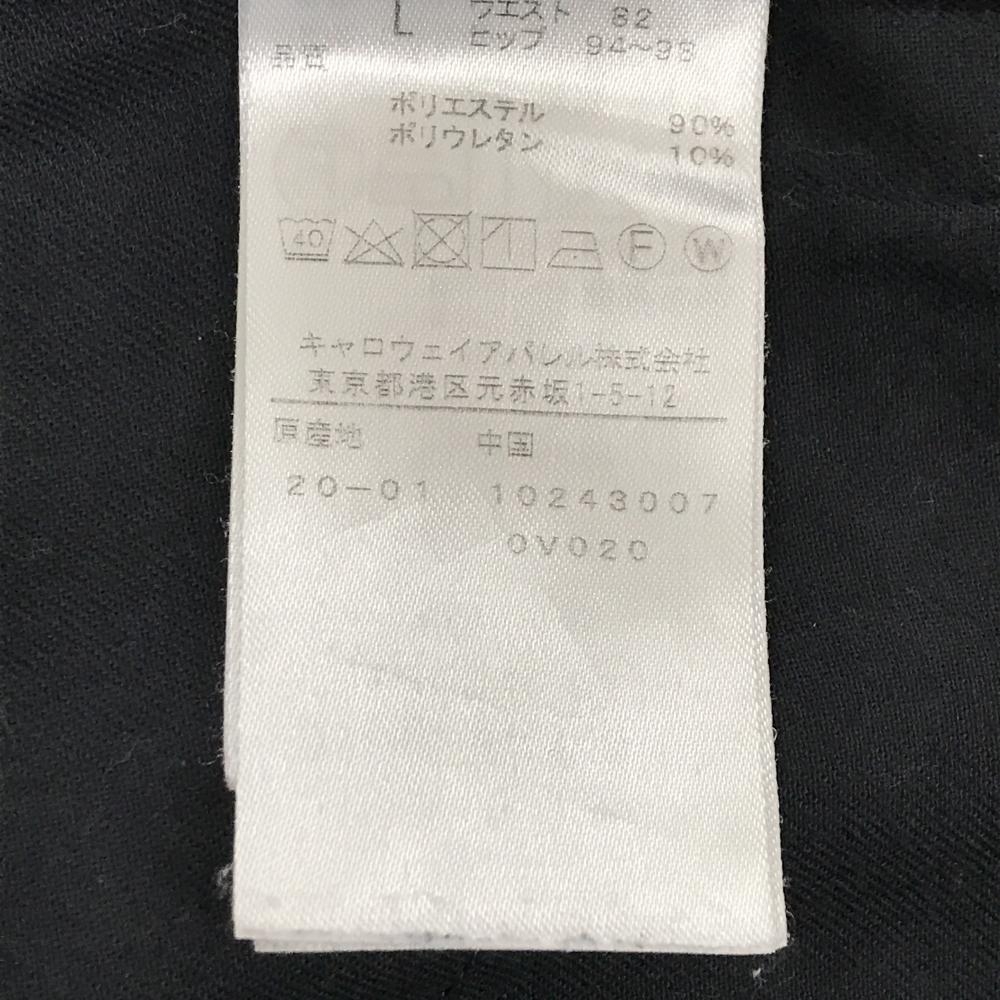 L ウエスト 82
ヒップ 94~98
品質
ポリエステル 90%
ポリウレタン 10%
40 F W
キャロウェイアパレル株式会社
東京都港区元赤坂1-5-12
原産地 中国
20-01 10243007
0V020